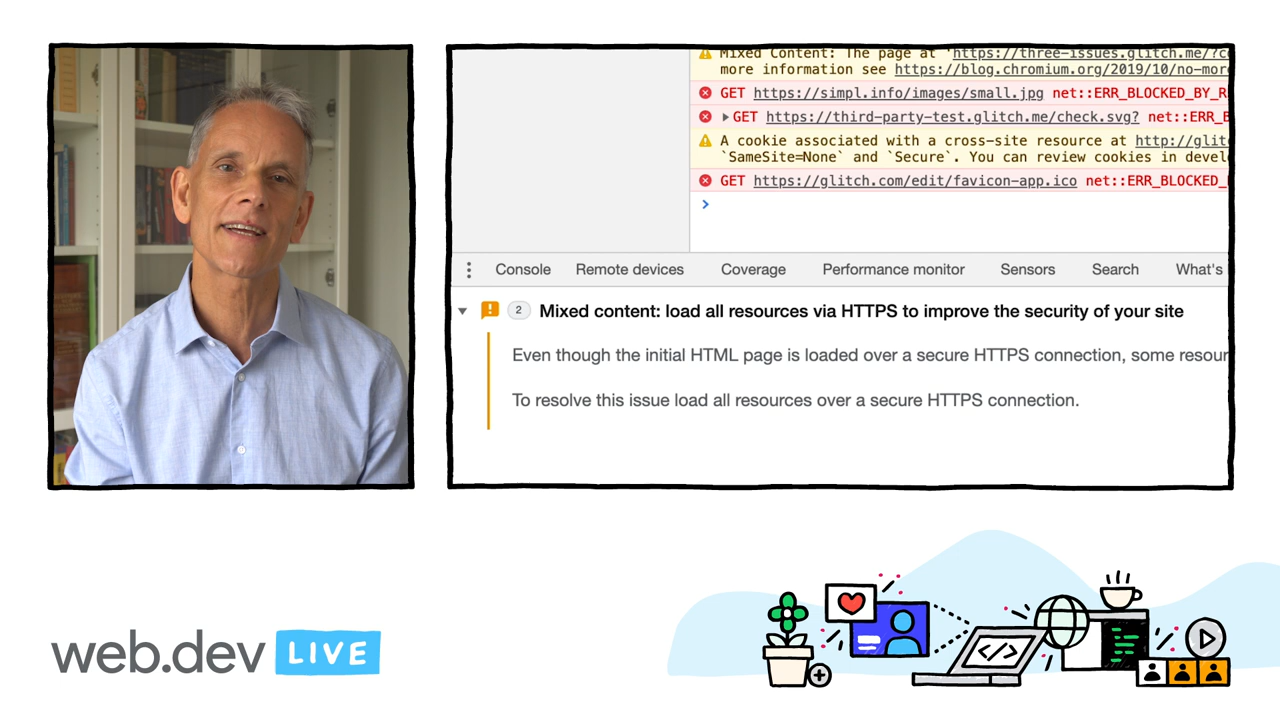 Mixed Content: The page at 'https://three-issues.glitch.me/?c
more information see https://blog.chromium.org/2019/10/no-mor
GET https://simpl.info/images/small.jpg net::ERR_BLOCKED_BY_R
GET https://third-party-test.glitch.me/check.svg? net::ERR_B
A cookie associated with a cross-site resource at http://glit
`SameSite=None` and `Secure`. You can review cookies in devel
GET https://glitch.com/edit/favicon-app.ico net::ERR_BLOCKED_
>
Console Remote devices Coverage Performance monitor Sensors Search What's
2 Mixed content: load all resources via HTTPS to improve the security of your site
Even though the initial HTML page is loaded over a secure HTTPS connection, some resour
To resolve this issue load all resources over a secure HTTPS connection.
</>
web.dev LIVE